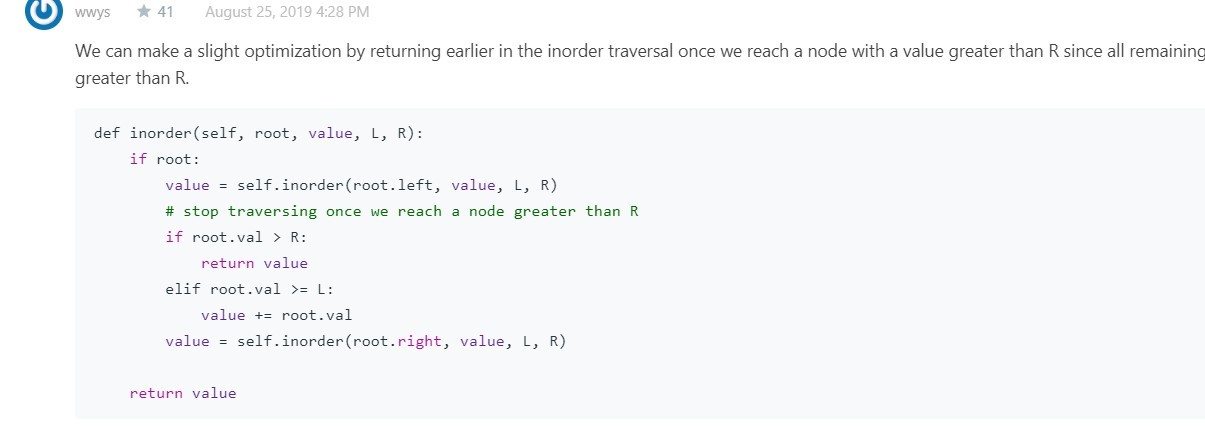 wwys ★ 41 August 25, 2019 4:28 PM
We can make a slight optimization by returning earlier in the inorder traversal once we reach a node with a value greater than R since all remaining
greater than R.
def inorder(self, root, value, L, R):
    if root:
        value = self.inorder(root.left, value, L, R)
        # stop traversing once we reach a node greater than R
        if root.val > R:
            return value
        elif root.val >= L:
            value += root.val
        value = self.inorder(root.right, value, L, R)
    return value